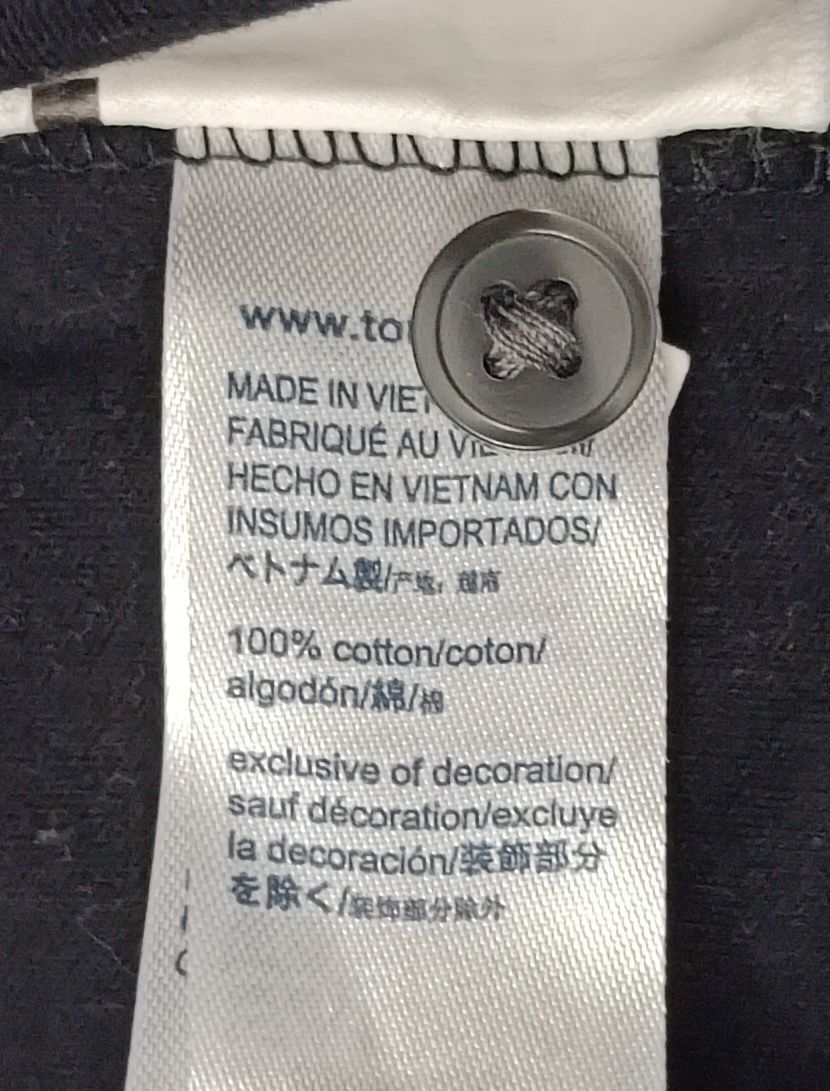 www.to
MADE IN VIET
FABRIQUÉ AU
HECHO EN VIETNAM CON
INSUMOS IMPORTADOS/
ベトナム製/产地：越南
100% cotton/coton/
algodón/綿/棉
exclusive of decoration/
sauf décoration/excluye
la decoración/装飾部分
を除く/装饰部分除外